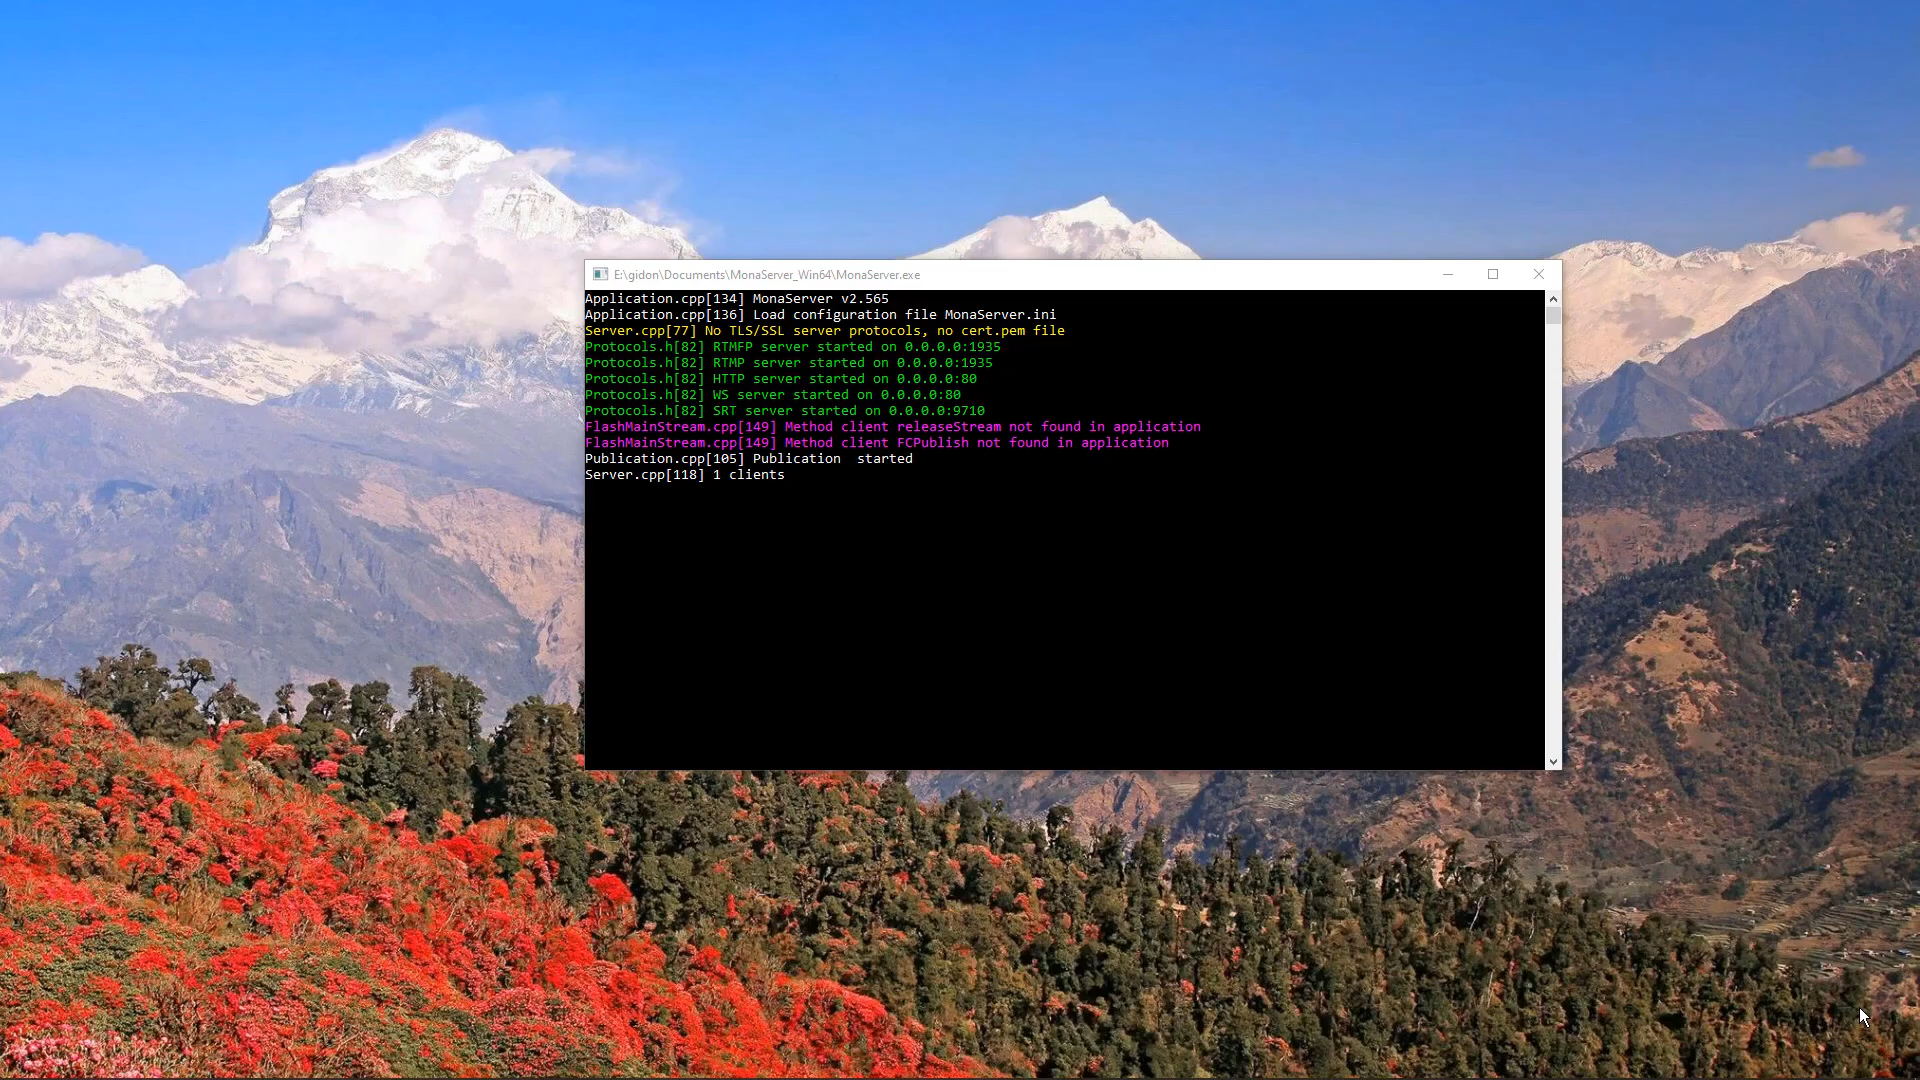 E:\gidon\Documents\MonaServer_Win64\MonaServer.exe
Application.cpp[134] MonaServer v2.565
Application.cpp[136] Load configuration file MonaServer.ini
Server.cpp[77] No TLS/SSL server protocols, no cert.pem file
Protocols.h[82] RTMFP server started on 0.0.0.0:1935
Protocols.h[82] RTMP server started on 0.0.0.0:1935
Protocols.h[82] HTTP server started on 0.0.0.0:80
Protocols.h[82] WS server started on 0.0.0.0:80
Protocols.h[82] SRT server started on 0.0.0.0:9710
FlashMainStream.cpp[149] Method client releaseStream not found in application
FlashMainStream.cpp[149] Method client FCPublish not found in application
Publication.cpp[105] Publication  started
Server.cpp[118] 1 clients